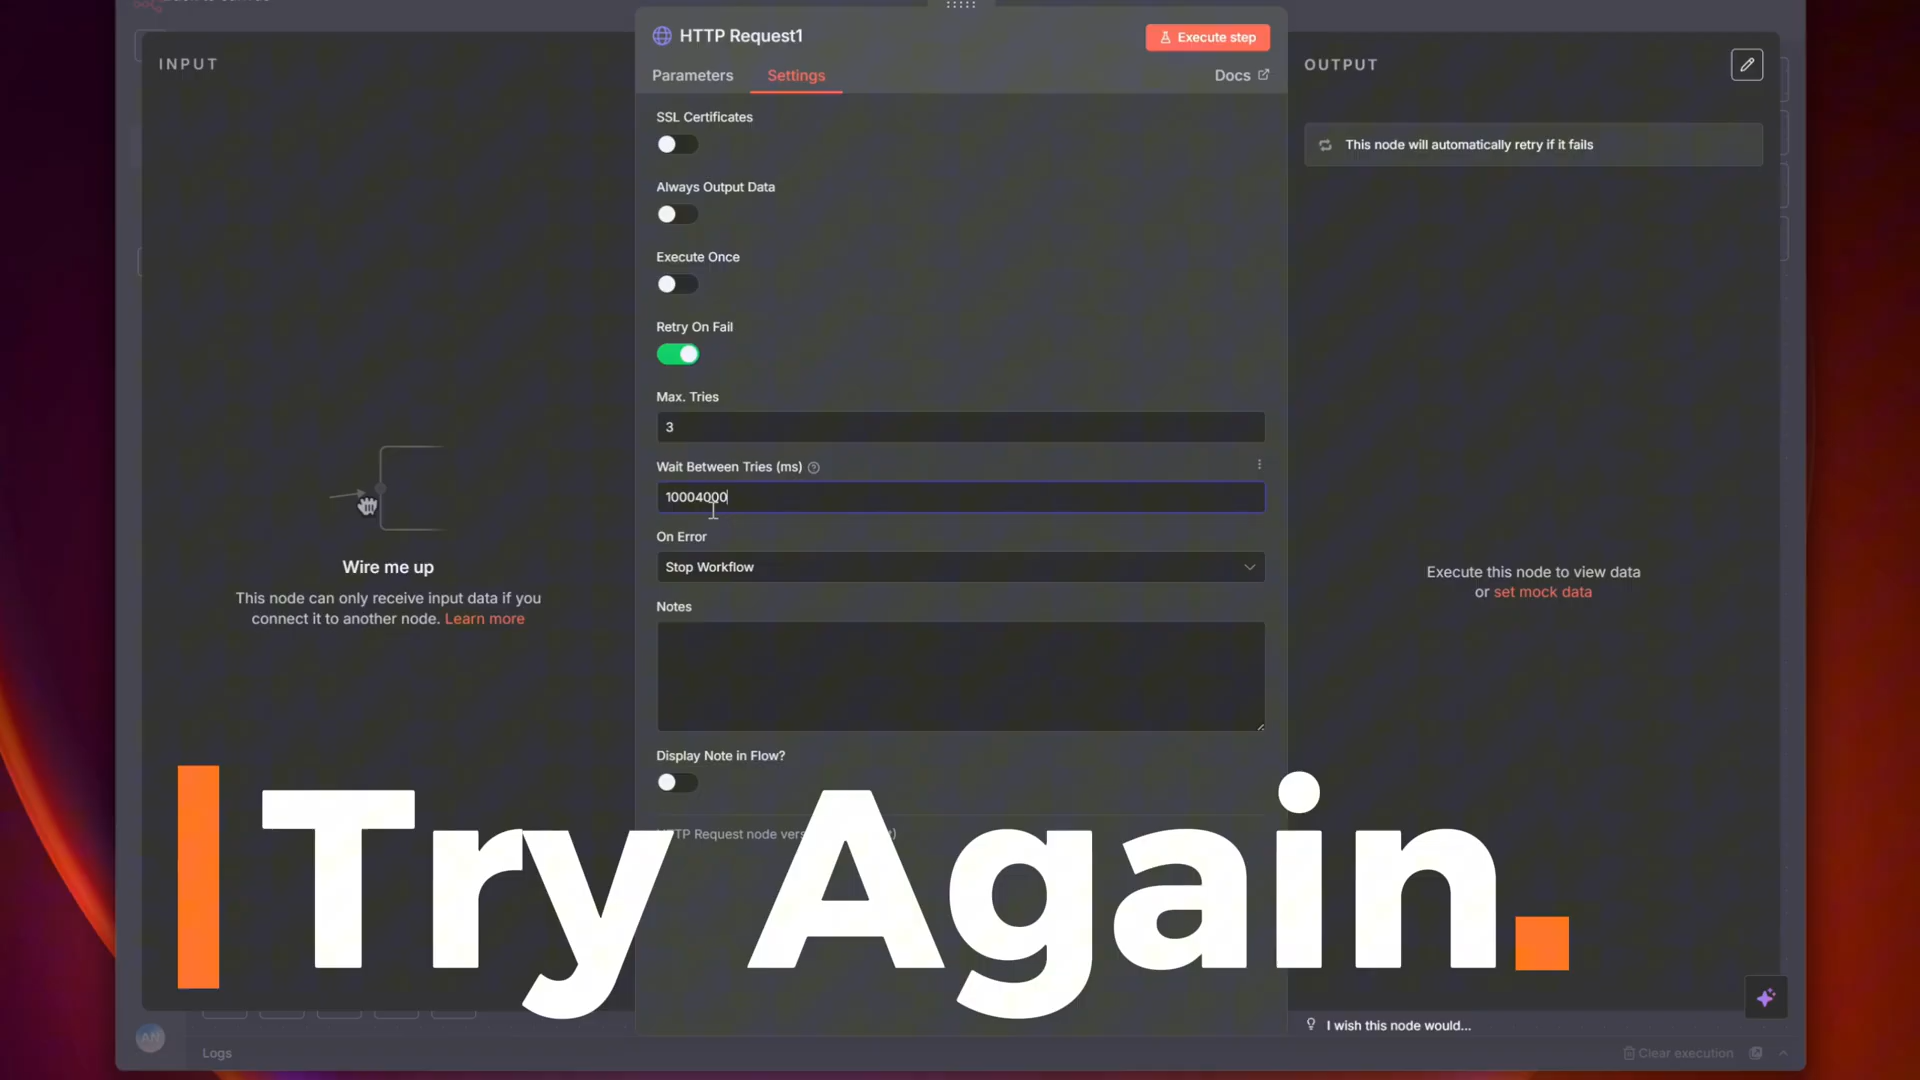 HTTP Request1
Execute step
INPUT
Parameters
Settings
Docs
OUTPUT
SSL Certificates
This node will automatically retry if it fails
Always Output Data
Execute Once
Retry On Fail
Max. Tries
3
Wait Between Tries (ms)
10004000
On Error
Stop Workflow
Wire me up
This node can only receive input data if you
connect it to another node. Learn more
Execute this node to view data
or set mock data
Notes
Display Note in Flow?
Try Again.
I wish this node would...
AN
Logs
Clear execution